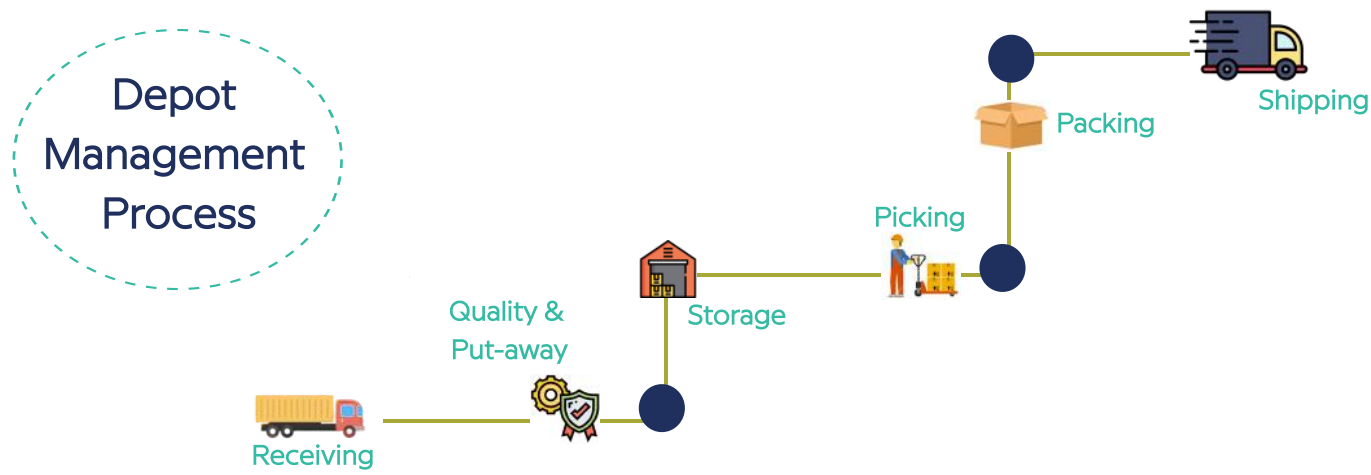 Depot
Management
Process
Receiving
Quality &
Put-away
Storage
Picking
Packing
Shipping